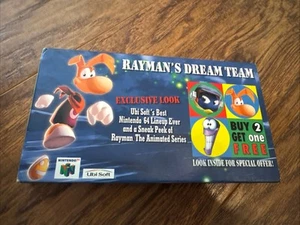 RAYMAN'S DREAM TEAM
EXCLUSIVE LOOK
Ubi Soft's Best
Nintendo 64 Lineup Ever
and a Sneak Peek of
Rayman The Animated Series
BUY 2
GET one
FREE
LOOK INSIDE FOR SPECIAL OFFER!
NINTENDO 64
Ubi Soft